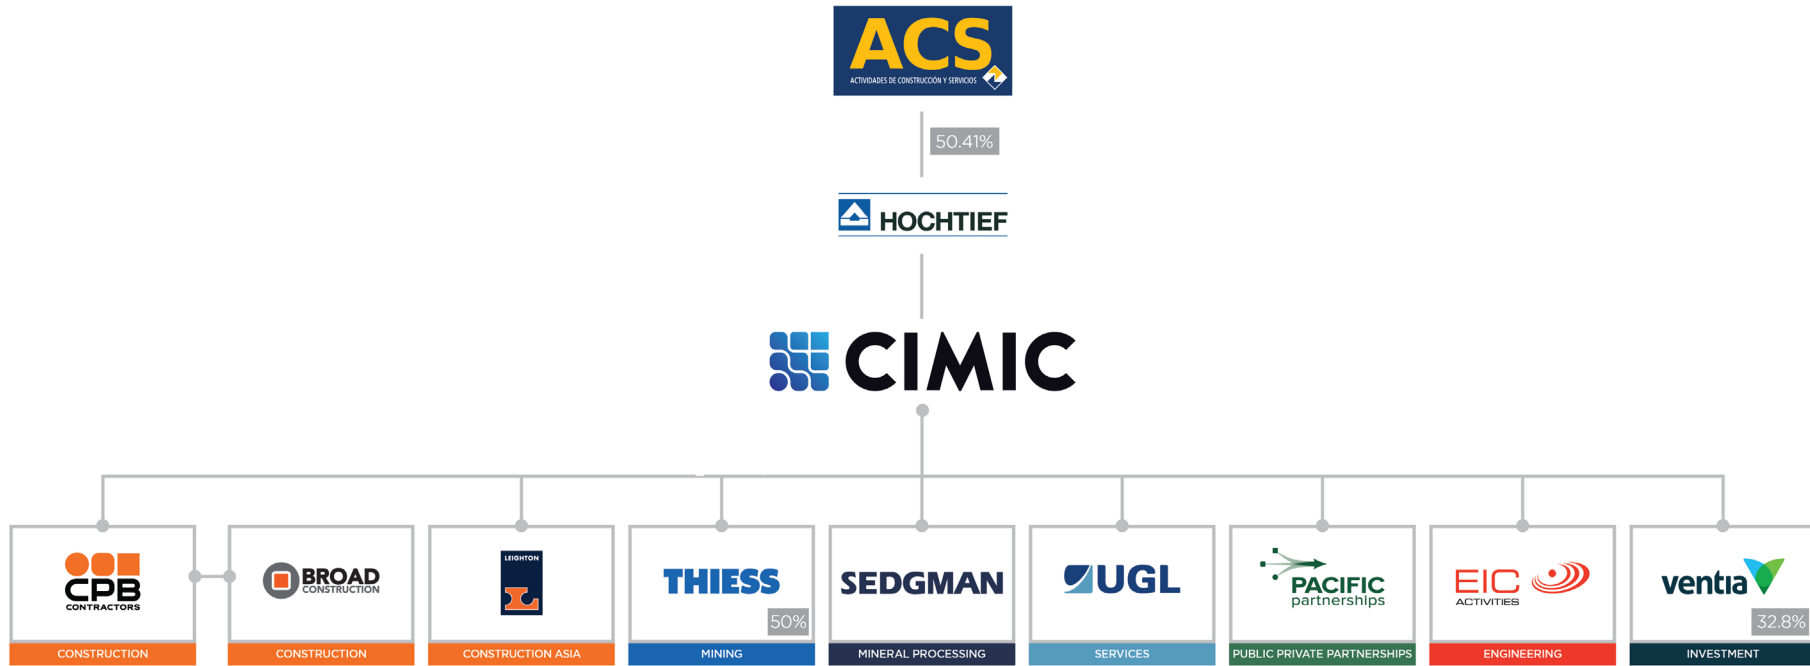 ACS
ACTIVIDADES DE CONSTRUCCIÓN Y SERVICIOS
50.41%
HOCHTIEF
CIMIC
CPB
CONTRACTORS
CONSTRUCTION
BROAD
CONSTRUCTION
CONSTRUCTION
LEIGHTON
L
CONSTRUCTION ASIA
THIESS
50%
MINING
SEDGMAN
MINERAL PROCESSING
UGL
SERVICES
PACIFIC
partnerships
PUBLIC PRIVATE PARTNERSHIPS
EIC
ACTIVITIES
ENGINEERING
ventia
32.8%
INVESTMENT